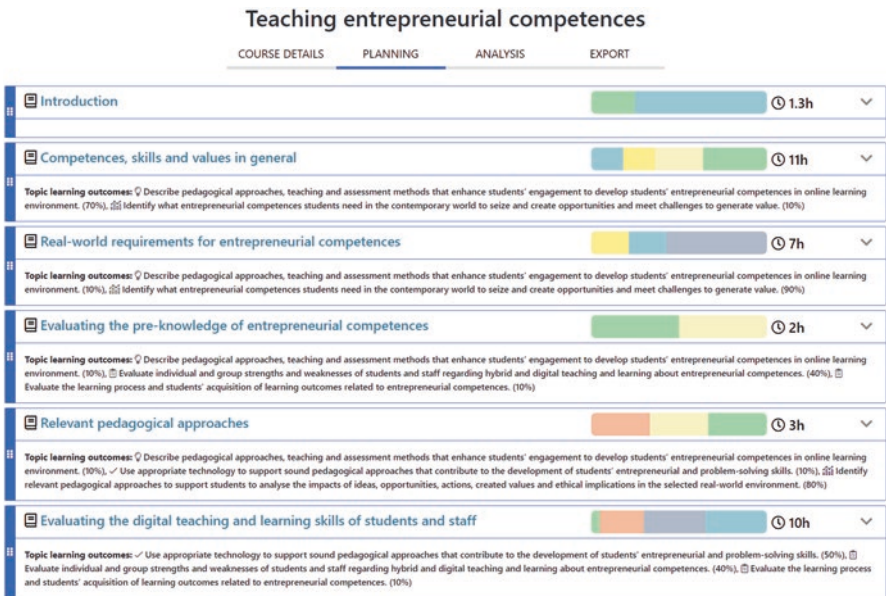 Teaching entrepreneurial competences
COURSE DETAILS PLANNING ANALYSIS EXPORT
Introduction 1.3h
Competences, skills and values in general 11h
Topic learning outcomes: Describe pedagogical approaches, teaching and assessment methods that enhance students' engagement to develop students' entrepreneurial competences in online learning
environment. (70%), Identify what entrepreneurial competences students need in the contemporary world to seize and create opportunities and meet challenges to generate value. (10%)
Real-world requirements for entrepreneurial competences 7h
Topic learning outcomes: Describe pedagogical approaches, teaching and assessment methods that enhance students' engagement to develop students' entrepreneurial competences in online learning
environment. (10%), Identify what entrepreneurial competences students need in the contemporary world to seize and create opportunities and meet challenges to generate value. (90%)
Evaluating the pre-knowledge of entrepreneurial competences 2h
Topic learning outcomes: Describe pedagogical approaches, teaching and assessment methods that enhance students' engagement to develop students' entrepreneurial competences in online learning
environment. (10%), Evaluate individual and group strengths and weaknesses of students and staff regarding hybrid and digital teaching and learning about entrepreneurial competences. (40%),
Evaluate the learning process and students' acquisition of learning outcomes related to entrepreneurial competences. (10%)
Relevant pedagogical approaches 3h
Topic learning outcomes: Describe pedagogical approaches, teaching and assessment methods that enhance students' engagement to develop students' entrepreneurial competences in online learning
environment. (10%), ✓ Use appropriate technology to support sound pedagogical approaches that contribute to the development of students' entrepreneurial and problem-solving skills. (10%), Identify
relevant pedagogical approaches to support students to analyse the impacts of ideas, opportunities, actions, created values and ethical implications in the selected real-world environment. (80%)
Evaluating the digital teaching and learning skills of students and staff 10h
Topic learning outcomes: ✓ Use appropriate technology to support sound pedagogical approaches that contribute to the development of students' entrepreneurial and problem-solving skills. (50%),
Evaluate individual and group strengths and weaknesses of students and staff regarding hybrid and digital teaching and learning about entrepreneurial competences. (40%), Evaluate the learning process
and students' acquisition of learning outcomes related to entrepreneurial competences. (10%)